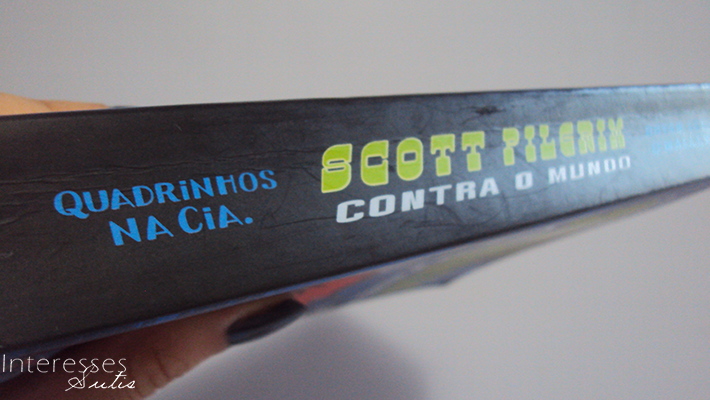 QUADRINHOS
NA CIA.
SCOTT PILGRIM
CONTRA O MUNDO
Interesses
Sutis